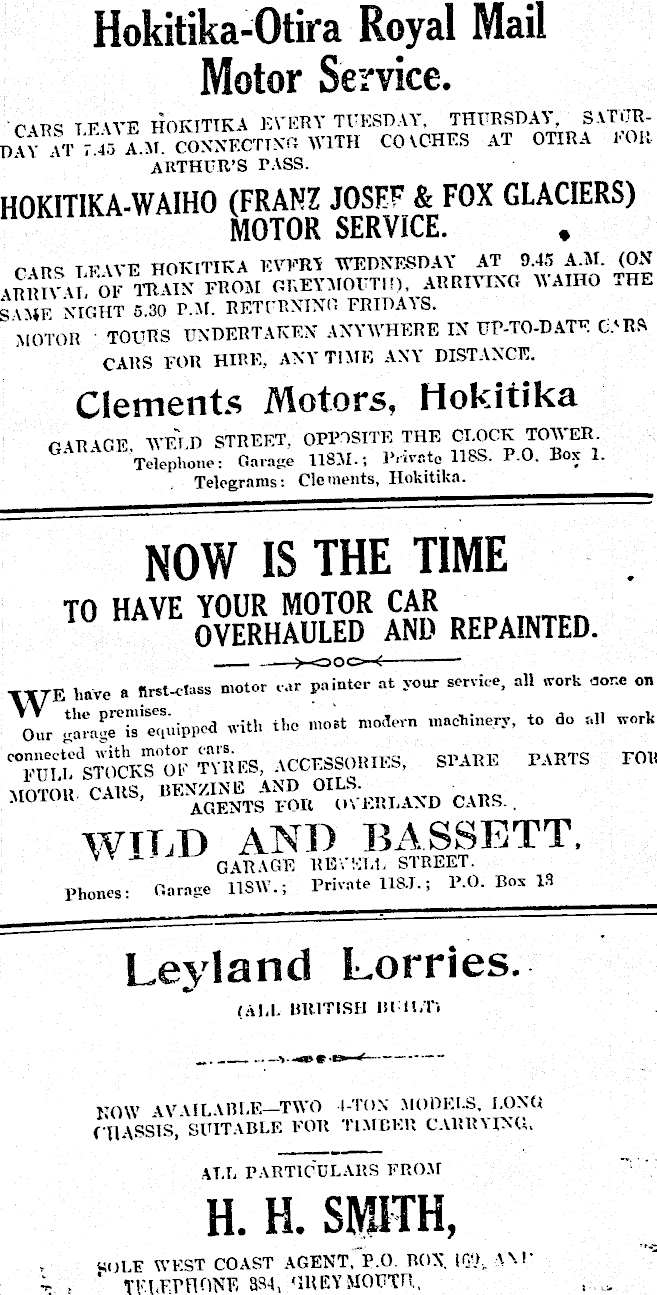 Hokitika-Otira Royal Mail
Motor Service.
CARS LEAVE HOKITIKA EVERY TUESDAY, THURSDAY, SATUR-
DAY AT 7.45 A.M. CONNECTING WITH COACHES AT OTIRA FOR
ARTHUR'S PASS.
HOKITIKA-WAIHO (FRANZ JOSEF & FOX GLACIERS)
MOTOR SERVICE.
CARS LEAVE HOKITIKA EVERY WEDNESDAY AT 9.45 A.M. (ON
ARRIVAL OF TRAIN FROM GREYMOUTH), ARRIVING WAIHO THE
SAME NIGHT 5.30 P.M. RETURNING FRIDAYS.
MOTOR TOURS UNDERTAKEN ANYWHERE IN UP-TO-DATE CARS
CARS FOR HIRE, ANY TIME ANY DISTANCE.
Clements Motors, Hokitika
GARAGE, WELD STREET, OPPOSITE THE CLOCK TOWER.
Telephone: Garage 118M.; Private 118S. P.O. Box 1.
Telegrams: Clements, Hokitika.
NOW IS THE TIME
TO HAVE YOUR MOTOR CAR
OVERHAULED AND REPAINTED.
WE have a first-class motor car painter at your service, all work done on
the premises.
Our garage is equipped with the most modern machinery, to do all work
connected with motor cars.
FULL STOCKS OF TYRES, ACCESSORIES, SPARE PARTS FOR
MOTOR CARS, BENZINE AND OILS.
AGENTS FOR OVERLAND CARS.
WILD AND BASSETT,
GARAGE REVELL STREET.
Phones: Garage 118W.; Private 118J.; P.O. Box 13
Leyland Lorries.
(ALL BRITISH BUILT)
NOW AVAILABLE—TWO 4-TON MODELS, LONG
CHASSIS, SUITABLE FOR TIMBER CARRYING.
ALL PARTICULARS FROM
H. H. SMITH,
SOLE WEST COAST AGENT, P.O. BOX 169, AND
TELEPHONE 384, GREYMOUTH.